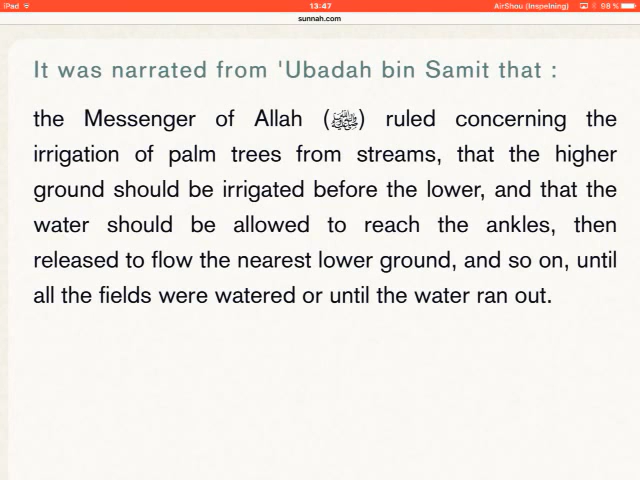 iPad 13:47 AirShou (Inspelning) 98 %
sunnah.com
It was narrated from 'Ubadah bin Samit that :
the Messenger of Allah (ﷺ) ruled concerning the
irrigation of palm trees from streams, that the higher
ground should be irrigated before the lower, and that the
water should be allowed to reach the ankles, then
released to flow the nearest lower ground, and so on, until
all the fields were watered or until the water ran out.